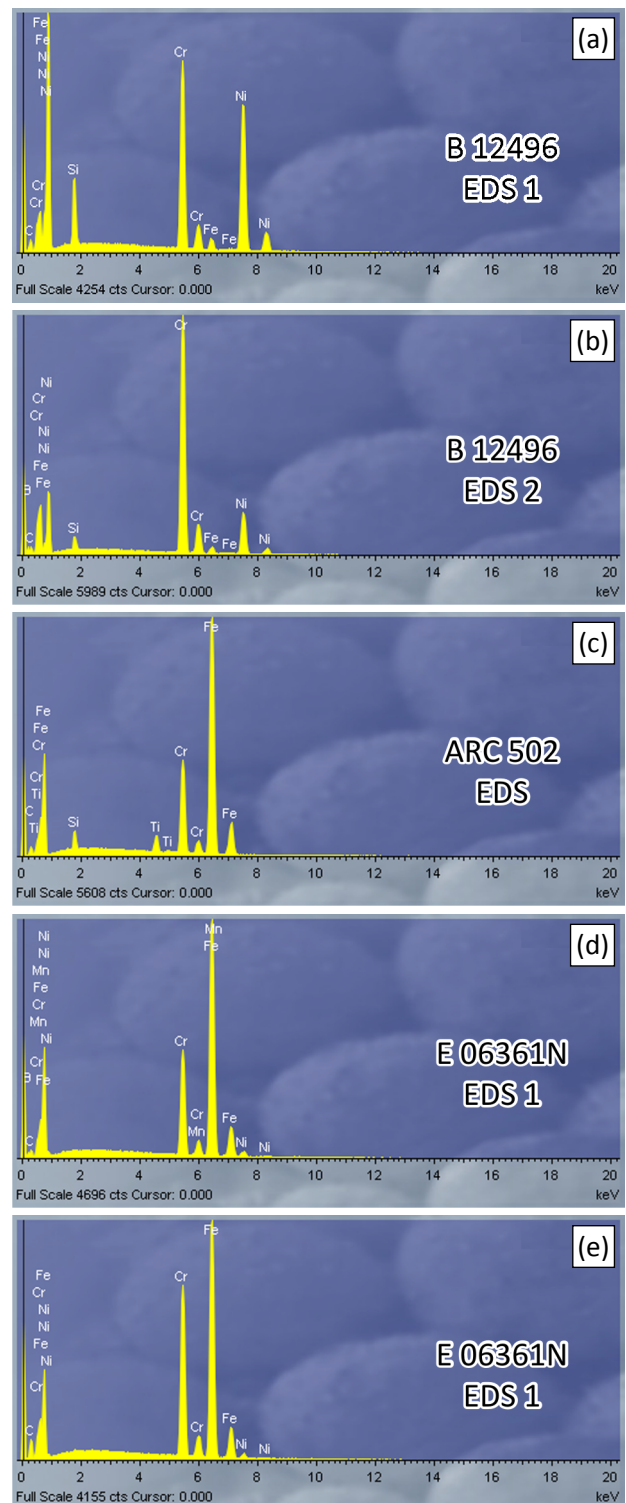 (a)
Fe
Fe
Ni
Ni
Ni
Cr
Cr
Cr
C
Si
Cr
Fe
Fe
Ni
Ni
B 12496
EDS 1
0 2 4 6 8 10 12 14 16 18 20
Full Scale 4254 cts Cursor: 0.000 keV
(b)
Cr
Ni
Cr
Cr
Ni
Ni
Fe
Fe
B
C
Si
Cr
Fe
Fe
Ni
Ni
B 12496
EDS 2
0 2 4 6 8 10 12 14 16 18 20
Full Scale 5989 cts Cursor: 0.000 keV
(c)
Fe
Fe
Fe
Cr
Cr
Ti
C
Ti
Si
Ti
Ti
Cr
Cr
Fe
ARC 502
EDS
0 2 4 6 8 10 12 14 16 18 20
Full Scale 5608 cts Cursor: 0.000 keV
(d)
Mn
Fe
Ni
Ni
Mn
Fe
Cr
Mn
Ni
Cr
B Fe
C
Cr
Cr
Mn
Fe
Ni
Ni
E 06361N
EDS 1
0 2 4 6 8 10 12 14 16 18 20
Full Scale 4696 cts Cursor: 0.000 keV
(e)
Fe
Fe
Cr
Ni
Ni
Fe
Ni
Cr
C
Cr
Cr
Fe
Ni
Ni
E 06361N
EDS 1
0 2 4 6 8 10 12 14 16 18 20
Full Scale 4155 cts Cursor: 0.000 keV